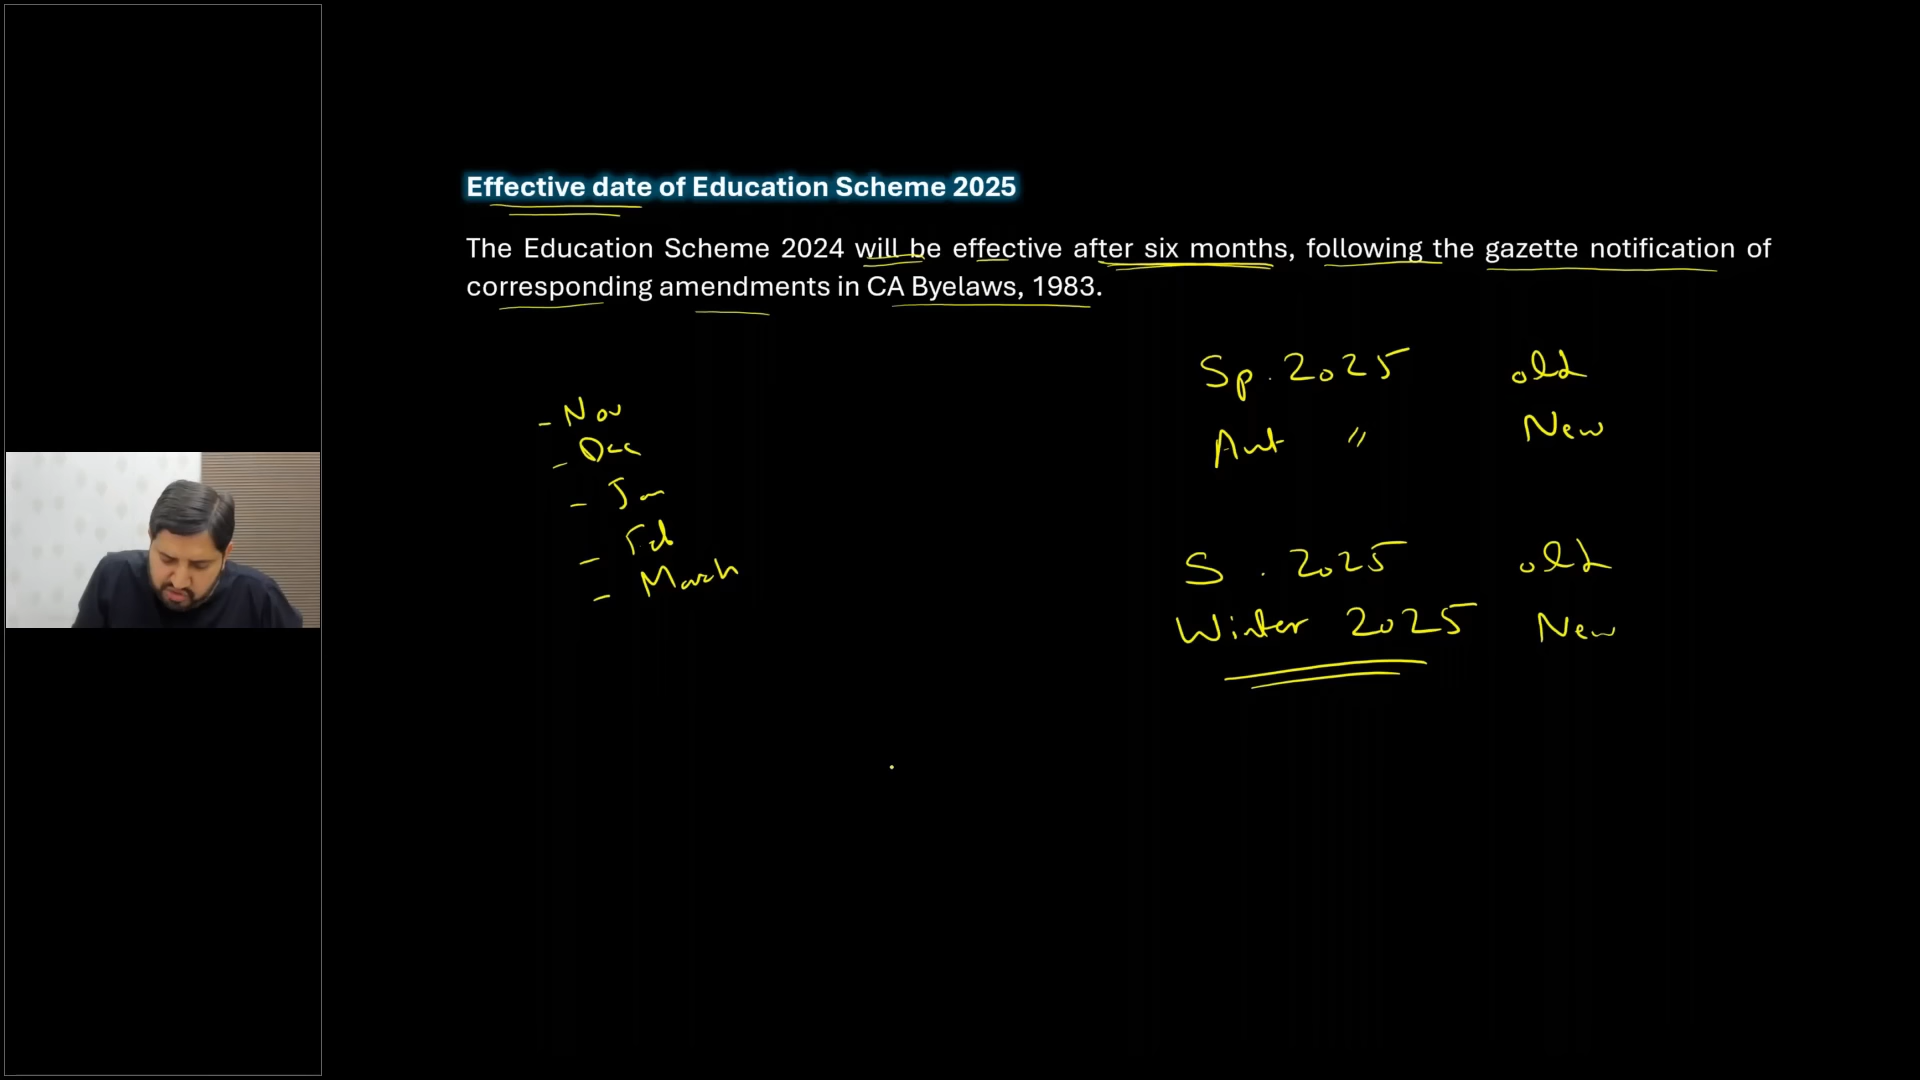 Effective date of Education Scheme 2025
The Education Scheme 2024 will be effective after six months, following the gazette notification of
corresponding amendments in CA Byelaws, 1983.
- Nov
- Dec
- Jan
- Feb
- March
Sp. 2025 old
Aut " New
S . 2025 old
Winter 2025 New